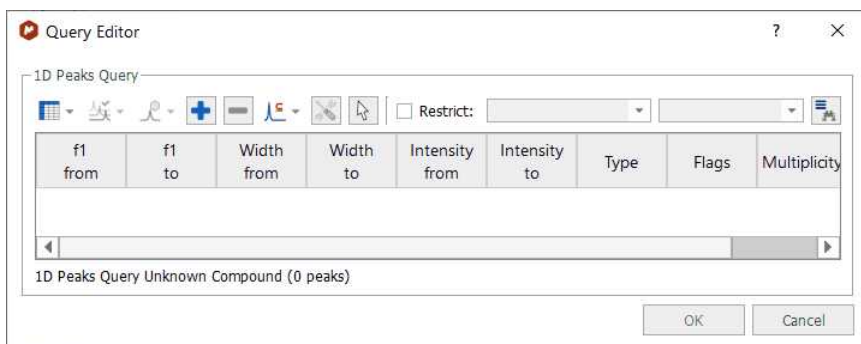 Query Editor
?
1D Peaks Query
Restrict:
f1 from
f1 to
Width from
Width to
Intensity from
Intensity to
Type
Flags
Multiplicity
1D Peaks Query Unknown Compound (0 peaks)
OK
Cancel